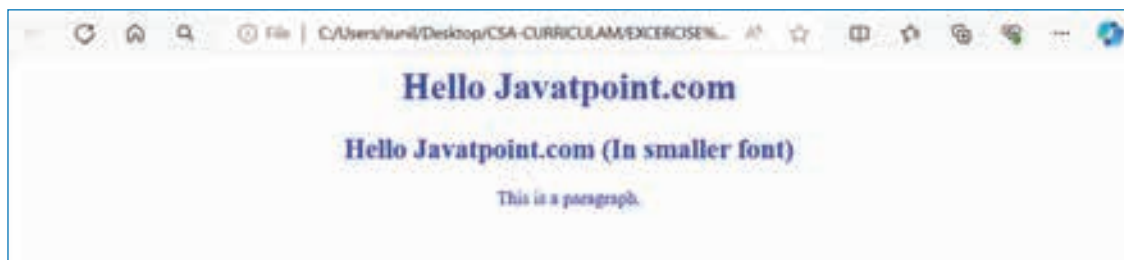 File | C:/Users/sunil/Desktop/CSA-CURRICULAM/EXCERCISE%...
Hello Javatpoint.com
Hello Javatpoint.com (In smaller font)
This is a paragraph.